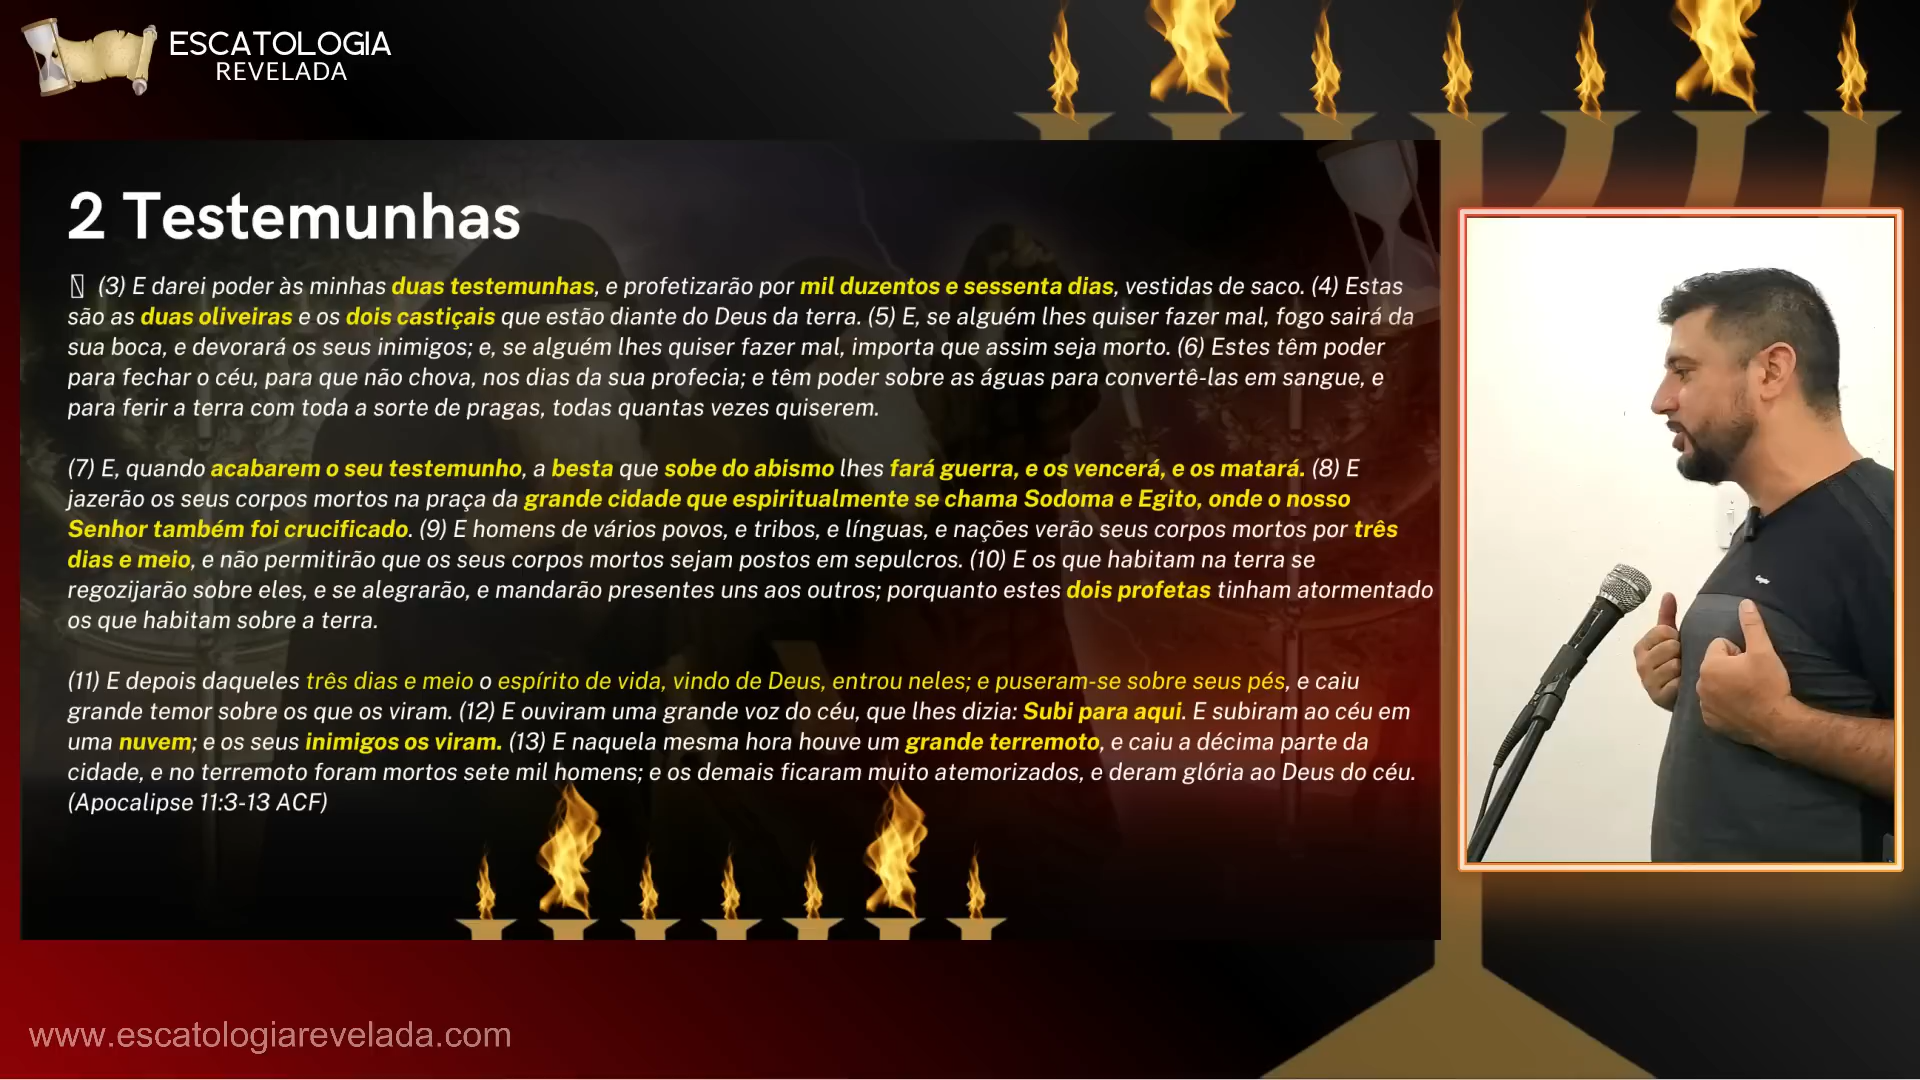 ESCATOLOGIA
REVELADA
2 Testemunhas
(3) E darei poder às minhas duas testemunhas, e profetizarão por mil duzentos e sessenta dias, vestidas de saco. (4) Estas
são as duas oliveiras e os dois castiçais que estão diante do Deus da terra. (5) E, se alguém lhes quiser fazer mal, fogo sairá da
sua boca, e devorará os seus inimigos; e, se alguém lhes quiser fazer mal, importa que assim seja morto. (6) Estes têm poder
para fechar o céu, para que não chova, nos dias da sua profecia; e têm poder sobre as águas para convertê-las em sangue, e
para ferir a terra com toda a sorte de pragas, todas quantas vezes quiserem.
(7) E, quando acabarem o seu testemunho, a besta que sobe do abismo lhes fará guerra, e os vencerá, e os matará. (8) E
jazerão os seus corpos mortos na praça da grande cidade que espiritualmente se chama Sodoma e Egito, onde o nosso
Senhor também foi crucificado. (9) E homens de vários povos, e tribos, e línguas, e nações verão seus corpos mortos por três
dias e meio, e não permitirão que os seus corpos mortos sejam postos em sepulcros. (10) E os que habitam na terra se
regozijarão sobre eles, e se alegrarão, e mandarão presentes uns aos outros; porquanto estes dois profetas tinham atormentado
os que habitam sobre a terra.
(11) E depois daqueles três dias e meio o espírito de vida, vindo de Deus, entrou neles; e puseram-se sobre seus pés, e caiu
grande temor sobre os que os viram. (12) E ouviram uma grande voz do céu, que lhes dizia: Subi para aqui. E subiram ao céu em
uma nuvem; e os seus inimigos os viram. (13) E naquela mesma hora houve um grande terremoto, e caiu a décima parte da
cidade, e no terremoto foram mortos sete mil homens; e os demais ficaram muito atemorizados, e deram glória ao Deus do céu.
(Apocalipse 11:3-13 ACF)
www.escatologiarevelada.com